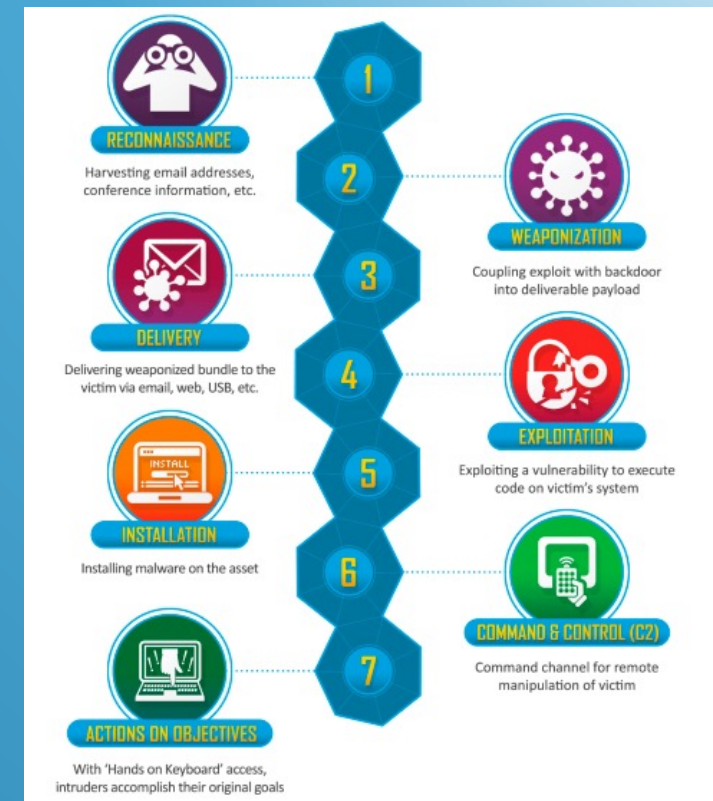 1
RECONNAISSANCE
Harvesting email addresses,
conference information, etc.
2
WEAPONIZATION
Coupling exploit with backdoor
into deliverable payload
3
DELIVERY
Delivering weaponized bundle to the
victim via email, web, USB, etc.
4
EXPLOITATION
Exploiting a vulnerability to execute
code on victim's system
5
INSTALL
INSTALLATION
Installing malware on the asset
6
COMMAND & CONTROL (C2)
Command channel for remote
manipulation of victim
7
ACTIONS ON OBJECTIVES
With 'Hands on Keyboard' access,
intruders accomplish their original goals